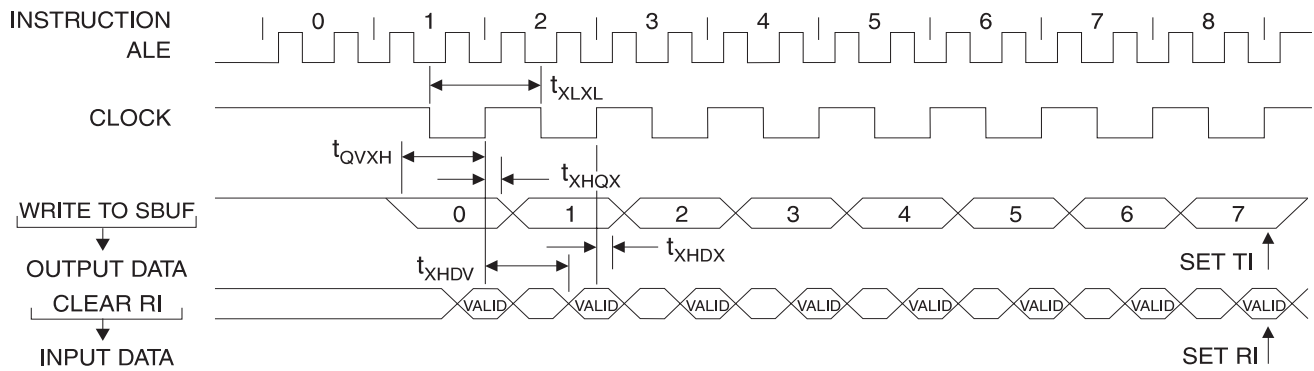 INSTRUCTION 0 1 2 3 4 5 6 7 8
ALE
tXLXL
CLOCK
tQVXH
tXHQX
WRITE TO SBUF 0 1 2 3 4 5 6 7
tXHDX
OUTPUT DATA
tXHDV
SET TI
CLEAR RI VALID VALID VALID VALID VALID VALID VALID VALID
INPUT DATA
SET RI